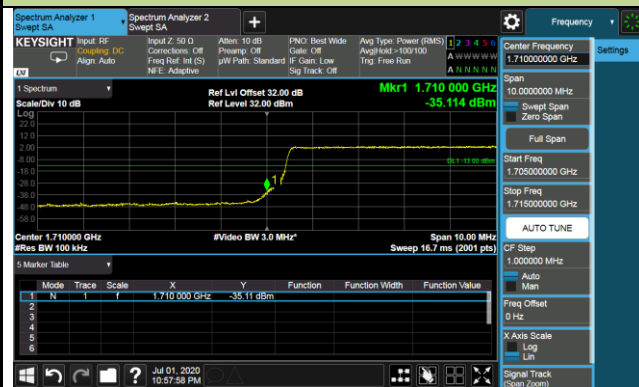 Spectrum Analyzer 1
Swept SA
Spectrum Analyzer 2
Swept SA
Frequency
KEYSIGHT
Input: RF
Coupling: DC
Align: Auto
Input Z: 50 Ω
Corrections: Off
Freq Ref: Int (S)
NFE: Adaptive
Atten: 10 dB
Preamp: Off
µW Path: Standard
PNO: Best Wide
Gate: Off
IF Gain: Low
Sig Track: Off
Avg Type: Power (RMS)
Avg|Hold:>100/100
Trig: Free Run
1 2 3 4 5 6
A W W W W W
A N N N N N
LXI
1 Spectrum
Scale/Div 10 dB
Ref Lvl Offset 32.00 dB
Ref Level 32.00 dBm
Mkr1 1.710 000 GHz
-35.114 dBm
Log
22.0
12.0
2.00
-8.00
-18.0
-28.0
-38.0
-48.0
-58.0
DL1 -13.00 dBm
1
Center 1.710000 GHz
#Res BW 100 kHz
#Video BW 3.0 MHz*
Span 10.00 MHz
Sweep 16.7 ms (2001 pts)
5 Marker Table
Mode Trace Scale X Y Function Function Width Function Value
1 N 1 f 1.710 000 GHz -35.11 dBm
2
3
4
5
6
Jul 01, 2020
10:57:58 PM
Center Frequency
1.710000000 GHz
Settings
Span
10.0000000 MHz
Swept Span
Zero Span
Full Span
Start Freq
1.705000000 GHz
Stop Freq
1.715000000 GHz
AUTO TUNE
CF Step
1.000000 MHz
Auto
Man
Freq Offset
0 Hz
X Axis Scale
Log
Lin
Signal Track
(Span Zoom)